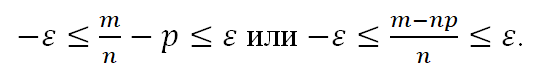 −ε ≤ m/n − p ≤ ε или −ε ≤ (m−np)/n ≤ ε.